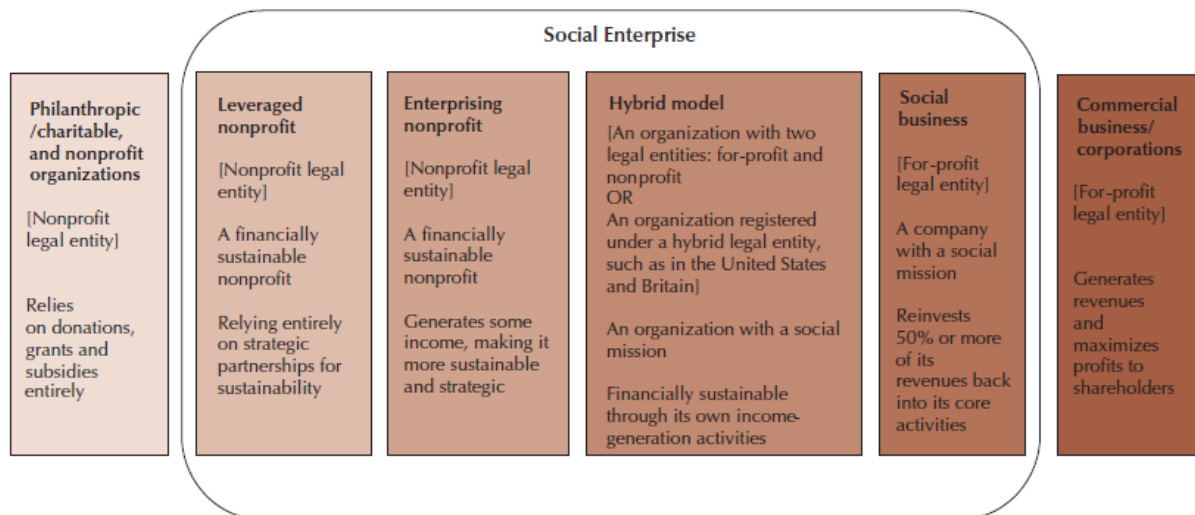 Social Enterprise
Philanthropic
/charitable,
and nonprofit
organizations
[Nonprofit
legal entity]
Relies
on donations,
grants and
subsidies
entirely
Leveraged
nonprofit
[Nonprofit legal
entity]
A financially
sustainable
nonprofit
Relying entirely
on strategic
partnerships for
sustainability
Enterprising
nonprofit
[Nonprofit legal
entity]
A financially
sustainable
nonprofit
Generates some
income, making it
more sustainable
and strategic
Hybrid model
[An organization with two
legal entities: for-profit and
nonprofit
OR
An organization registered
under a hybrid legal entity,
such as in the United States
and Britain]
An organization with a social
mission
Financially sustainable
through its own income-
generation activities
Social
business
[For-profit
legal entity]
A company
with a social
mission
Reinvests
50% or more
of its
revenues back
into its core
activities
Commercial
business/
corporations
[For-profit
legal entity]
Generates
revenues
and
maximizes
profits to
shareholders